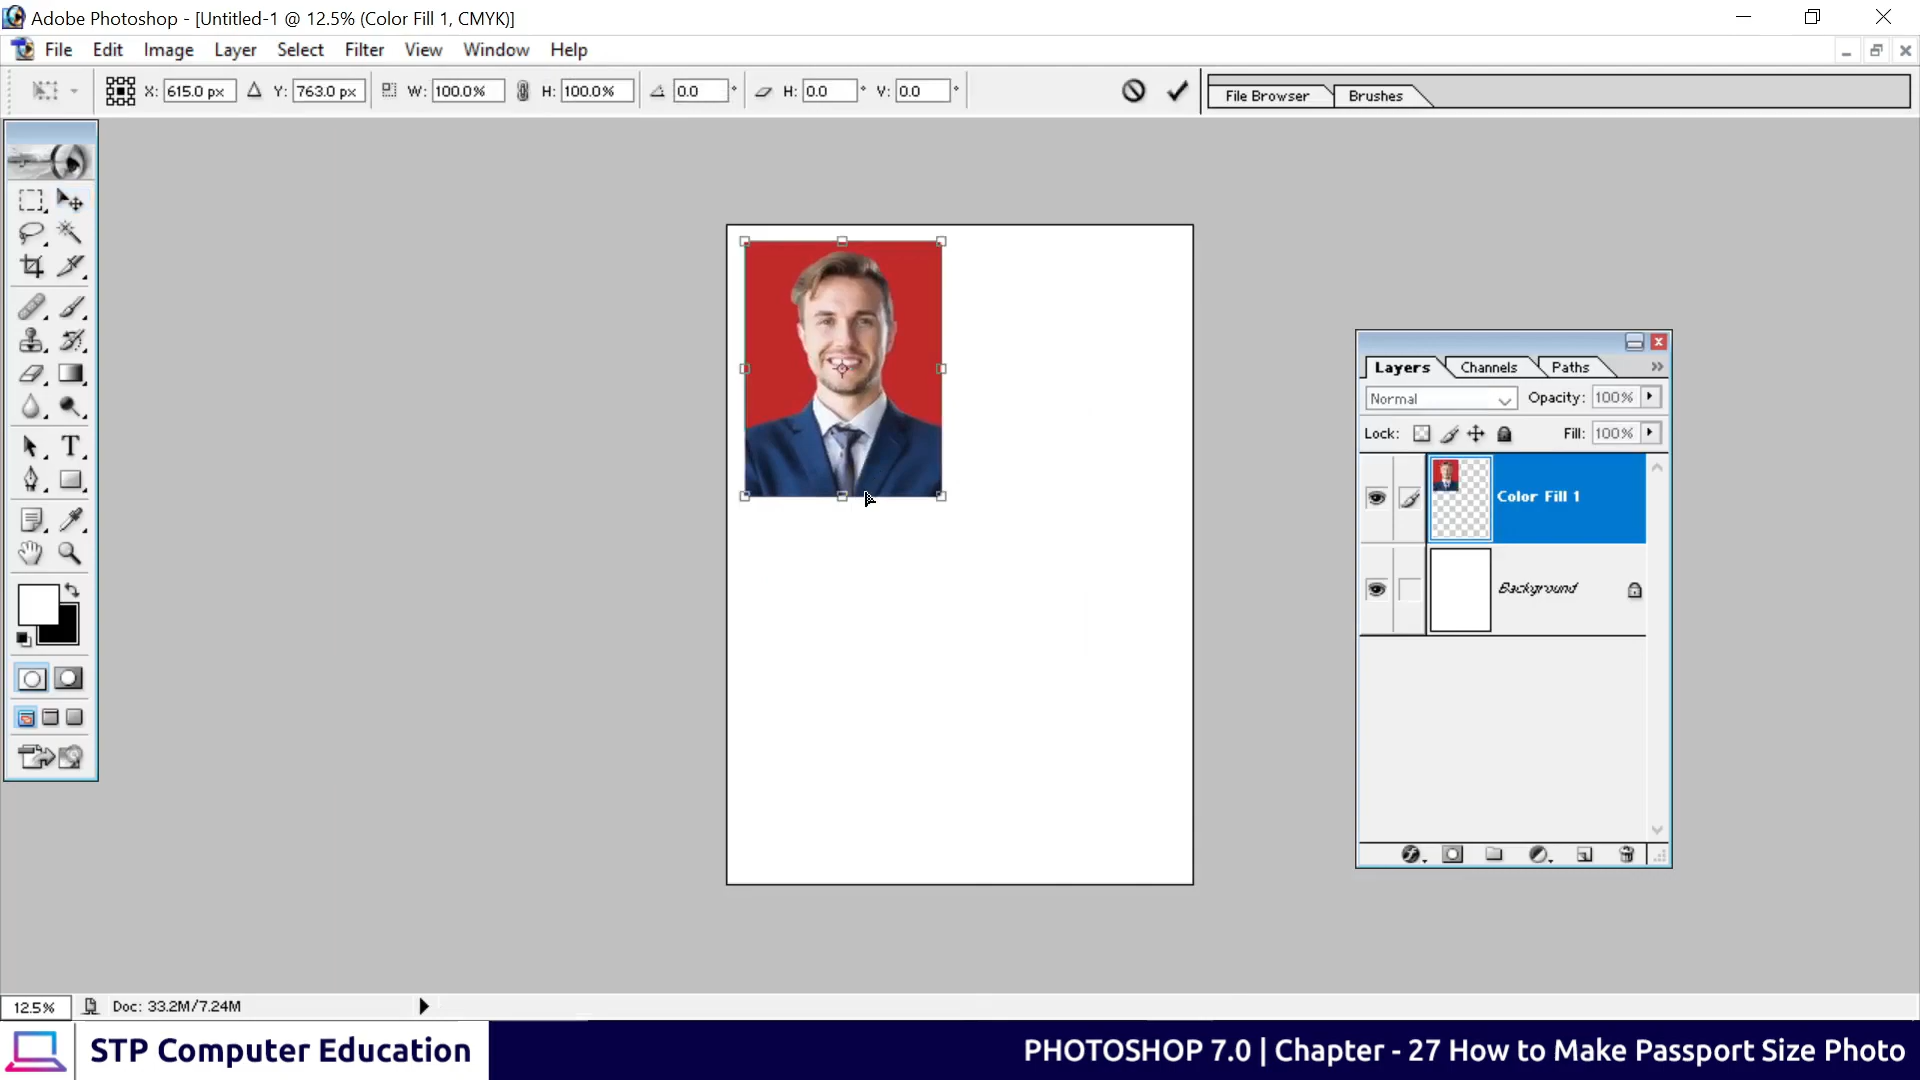 Adobe Photoshop - [Untitled-1 @ 12.5% (Color Fill 1, CMYK)]
File Edit Image Layer Select Filter View Window Help
X: 615.0 px Y: 763.0 px W: 100.0% H: 100.0% 0.0 ° H: 0.0 ° V: 0.0 °
File Browser Brushes
Layers Channels Paths
Normal Opacity: 100%
Lock: Fill: 100%
Color Fill 1
Background
T
12.5% Doc: 33.2M/7.24M
STP Computer Education
PHOTOSHOP 7.0 | Chapter - 27 How to Make Passport Size Photo